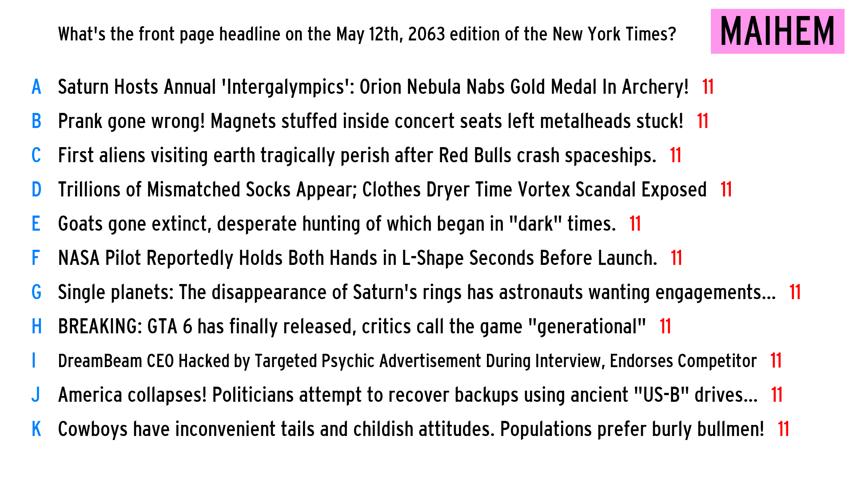 What's the front page headline on the May 12th, 2063 edition of the New York Times?
MAIHEM
A Saturn Hosts Annual 'Intergalympics': Orion Nebula Nabs Gold Medal In Archery! 11
B Prank gone wrong! Magnets stuffed inside concert seats left metalheads stuck! 11
C First aliens visiting earth tragically perish after Red Bulls crash spaceships. 11
D Trillions of Mismatched Socks Appear; Clothes Dryer Time Vortex Scandal Exposed 11
E Goats gone extinct, desperate hunting of which began in "dark" times. 11
F NASA Pilot Reportedly Holds Both Hands in L-Shape Seconds Before Launch. 11
G Single planets: The disappearance of Saturn's rings has astronauts wanting engagements... 11
H BREAKING: GTA 6 has finally released, critics call the game "generational" 11
I DreamBeam CEO Hacked by Targeted Psychic Advertisement During Interview, Endorses Competitor 11
J America collapses! Politicians attempt to recover backups using ancient "US-B" drives... 11
K Cowboys have inconvenient tails and childish attitudes. Populations prefer burly bullmen! 11